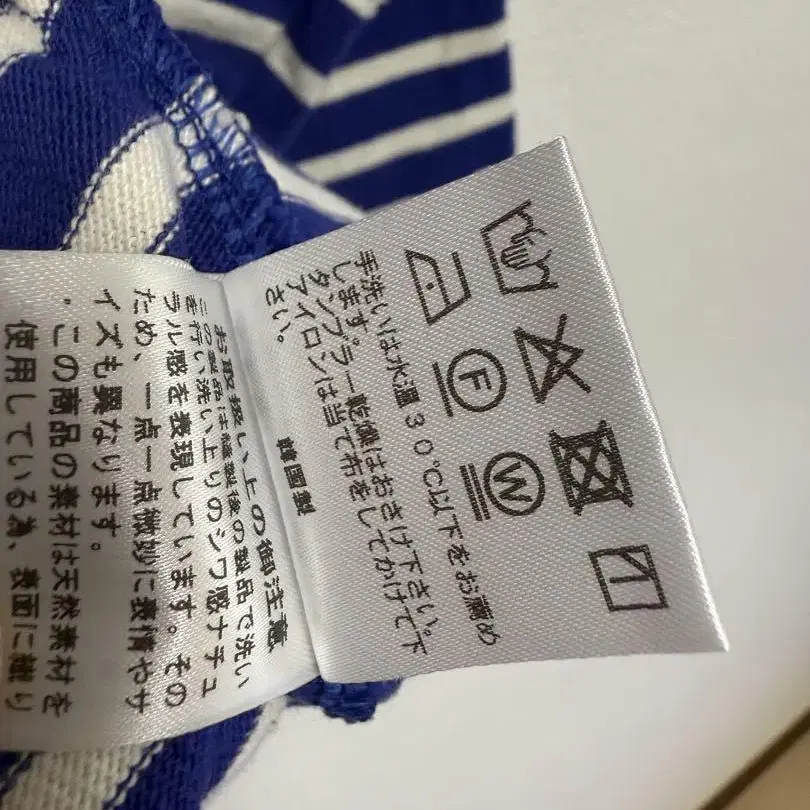 F
W
手洗いは水温30℃以下をお薦め
します。タンブラー乾燥はおさけ下さい。
アイロンは当て布をしてかけて下
さい。
韓国製
お取扱い上の御注意
この製品は縫製後の製品で洗い
を行い洗い上りのシワ感ナチュ
ラル感を表現しています。その
ため、一点一点微妙に表情やサ
イズも異なります。
・この商品の素材は天然素材を
使用している為、表面に織り